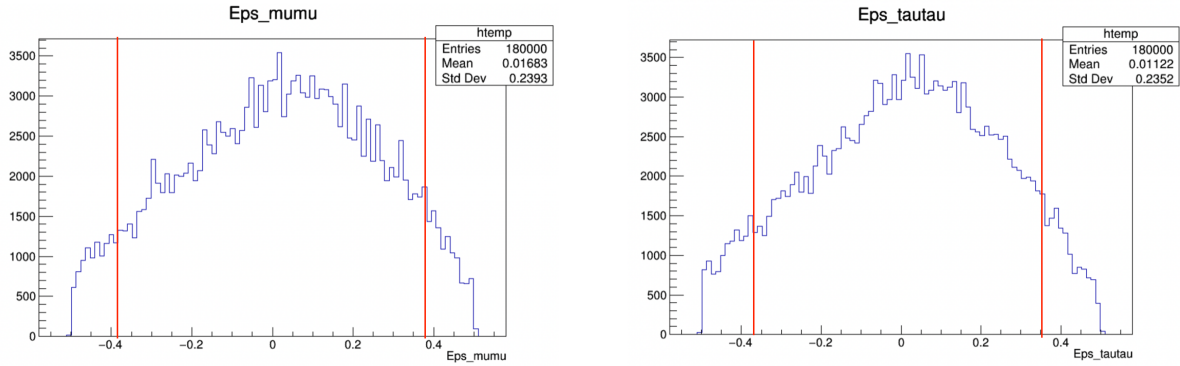 Eps_mumu
htemp
Entries 180000
Mean 0.01683
Std Dev 0.2393
3500
3000
2500
2000
1500
1000
500
0
−0.4 −0.2 0 0.2 0.4
Eps_mumu
Eps_tautau
htemp
Entries 180000
Mean 0.01122
Std Dev 0.2352
3500
3000
2500
2000
1500
1000
500
0
−0.4 −0.2 0 0.2 0.4
Eps_tautau